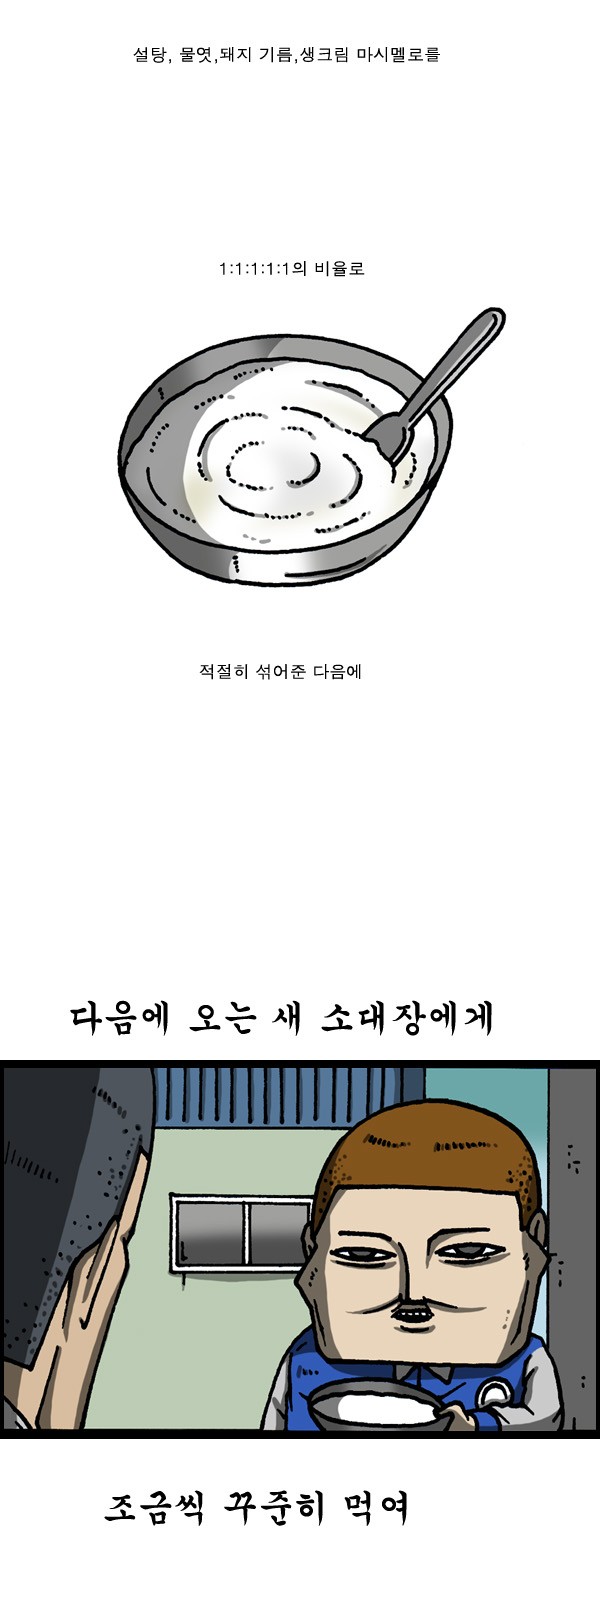 설탕, 물엿,돼지 기름,생크림 마시멜로를
1:1:1:1:1의 비율로
적절히 섞어준 다음에
다음에 오는 새 소대장에게
조금씩 꾸준히 먹여